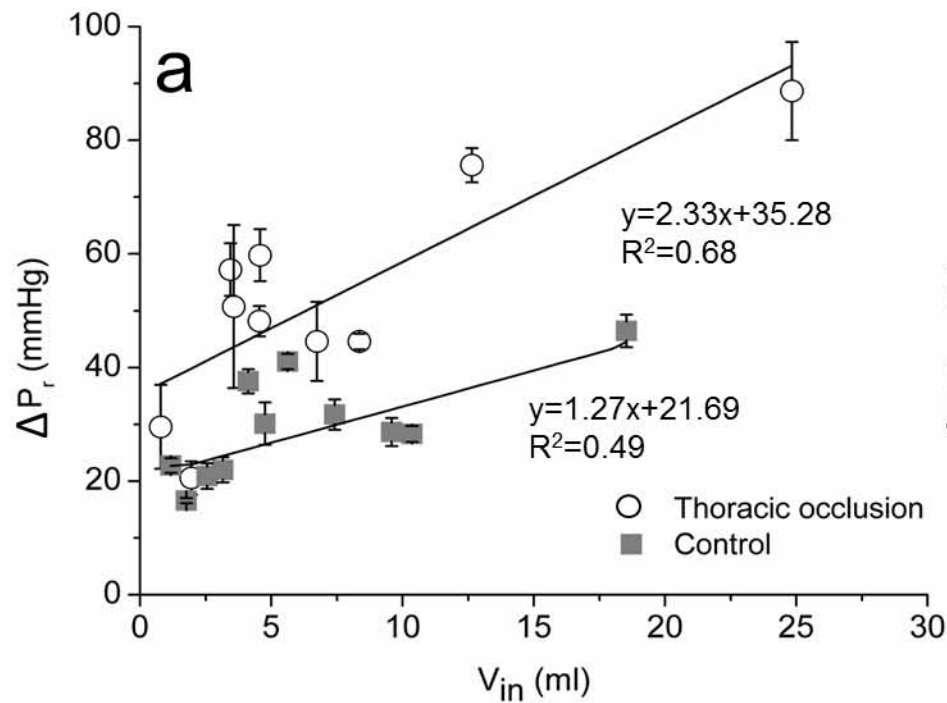 a
100
80
60
40
20
0
ΔPr (mmHg)
y=2.33x+35.28
R²=0.68
y=1.27x+21.69
R²=0.49
Thoracic occlusion
Control
0 5 10 15 20 25 30
Vin (ml)